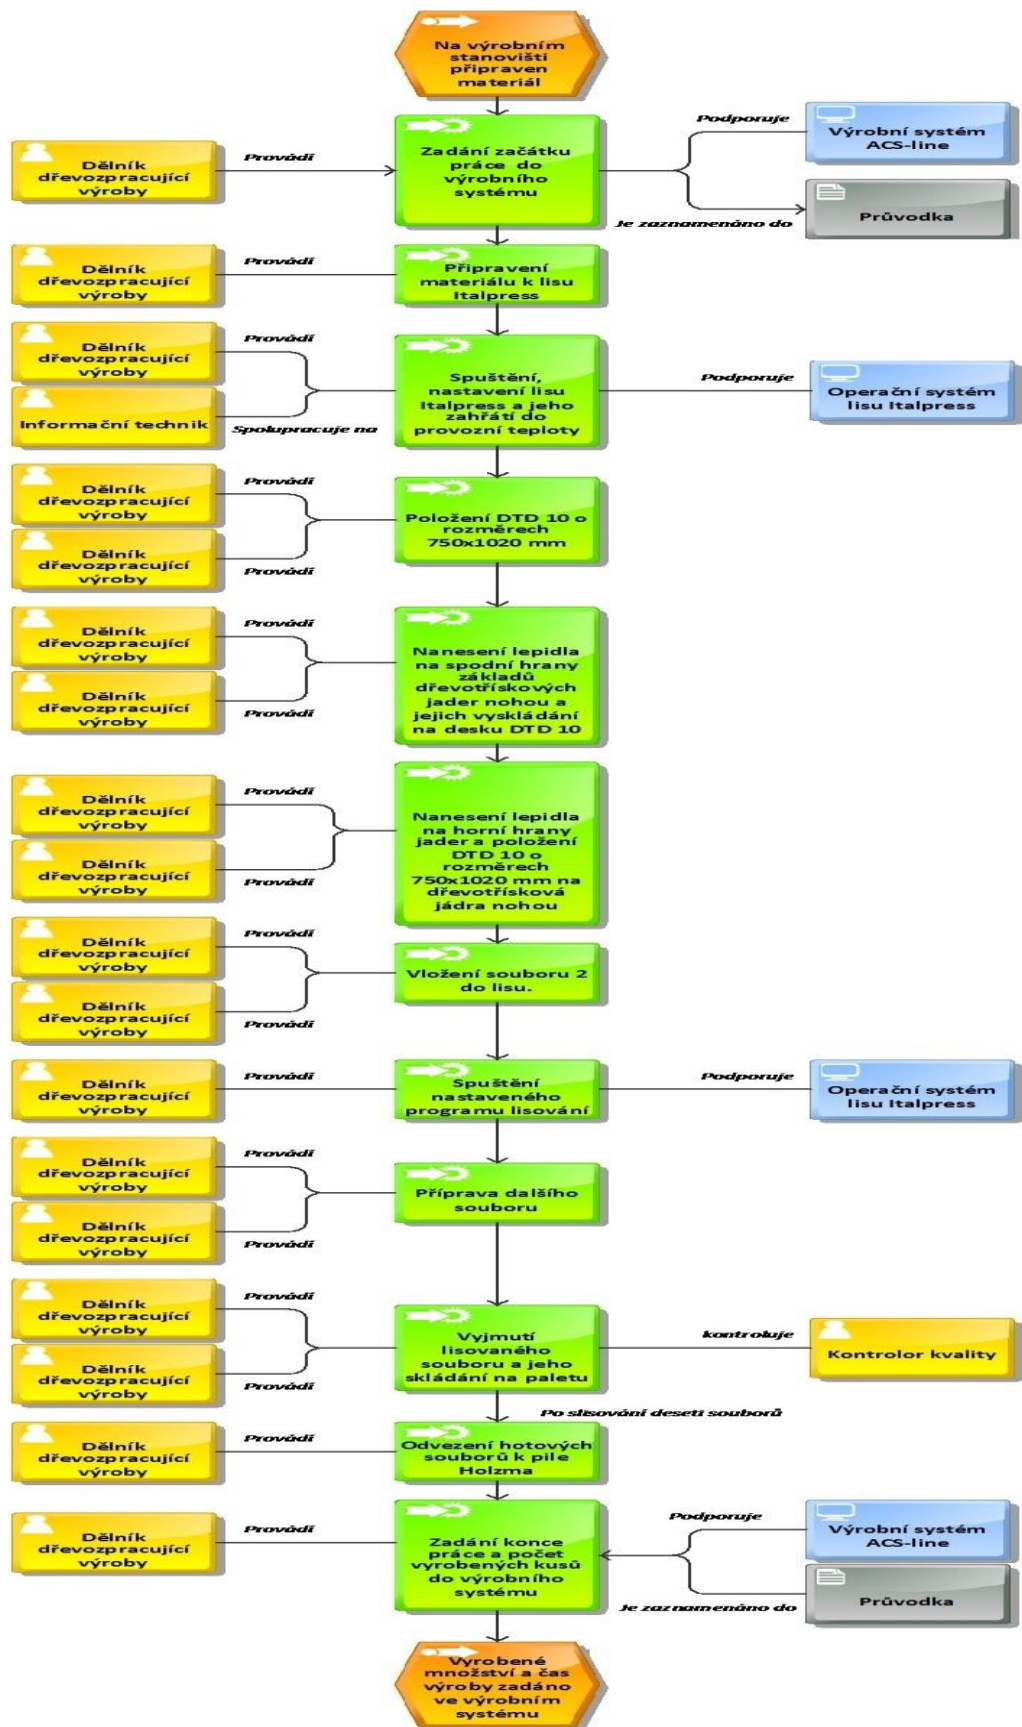 Na výrobním
stanovišti
připraven
materiál
Podporuje
Výrobní systém
ACS-line
Dělník
dřevozpracující
výroby
Provádí
Zadání začátku
práce do
výrobního
systému
Je zaznamenáno do
Průvodka
Dělník
dřevozpracující
výroby
Provádí
Připravení
materiálu k lisu
Italpress
Dělník
dřevozpracující
výroby
Provádí
Informační technik
Spolupracuje na
Spuštění,
nastavení lisu
Italpress a jeho
zahřátí do
provozní teploty
Podporuje
Operační systém
lisu Italpress
Dělník
dřevozpracující
výroby
Provádí
Dělník
dřevozpracující
výroby
Provádí
Položení DTD 10 o
rozměrech
750x1020 mm
Dělník
dřevozpracující
výroby
Provádí
Dělník
dřevozpracující
výroby
Provádí
Nanesení lepidla
na spodní hrany
základů
dřevotřískových
jader nohou a
jejich vyskládání
na desku DTD 10
Dělník
dřevozpracující
výroby
Provádí
Dělník
dřevozpracující
výroby
Provádí
Nanesení lepidla
na horní hrany
jader a položení
DTD 10 o
rozměrech
750x1020 mm na
dřevotřísková
jádra nohou
Dělník
dřevozpracující
výroby
Provádí
Dělník
dřevozpracující
výroby
Provádí
Vložení souboru 2
do lisu.
Dělník
dřevozpracující
výroby
Provádí
Spuštění
nastaveného
programu lisování
Podporuje
Operační systém
lisu Italpress
Dělník
dřevozpracující
výroby
Provádí
Dělník
dřevozpracující
výroby
Provádí
Příprava dalšího
souboru
Dělník
dřevozpracující
výroby
Provádí
Dělník
dřevozpracující
výroby
Provádí
Vyjmutí
lisovaného
souboru a jeho
skládání na paletu
kontroluje
Kontrolor kvality
Po slisování deseti souborů
Dělník
dřevozpracující
výroby
Provádí
Odvezení hotových
souborů k pile
Holzma
Dělník
dřevozpracující
výroby
Provádí
Zadání konce
práce a počet
vyrobených kusů
do výrobního
systému
Podporuje
Výrobní systém
ACS-line
Je zaznamenáno do
Průvodka
Vyrobené
množství a čas
výroby zadáno
ve výrobním
systému